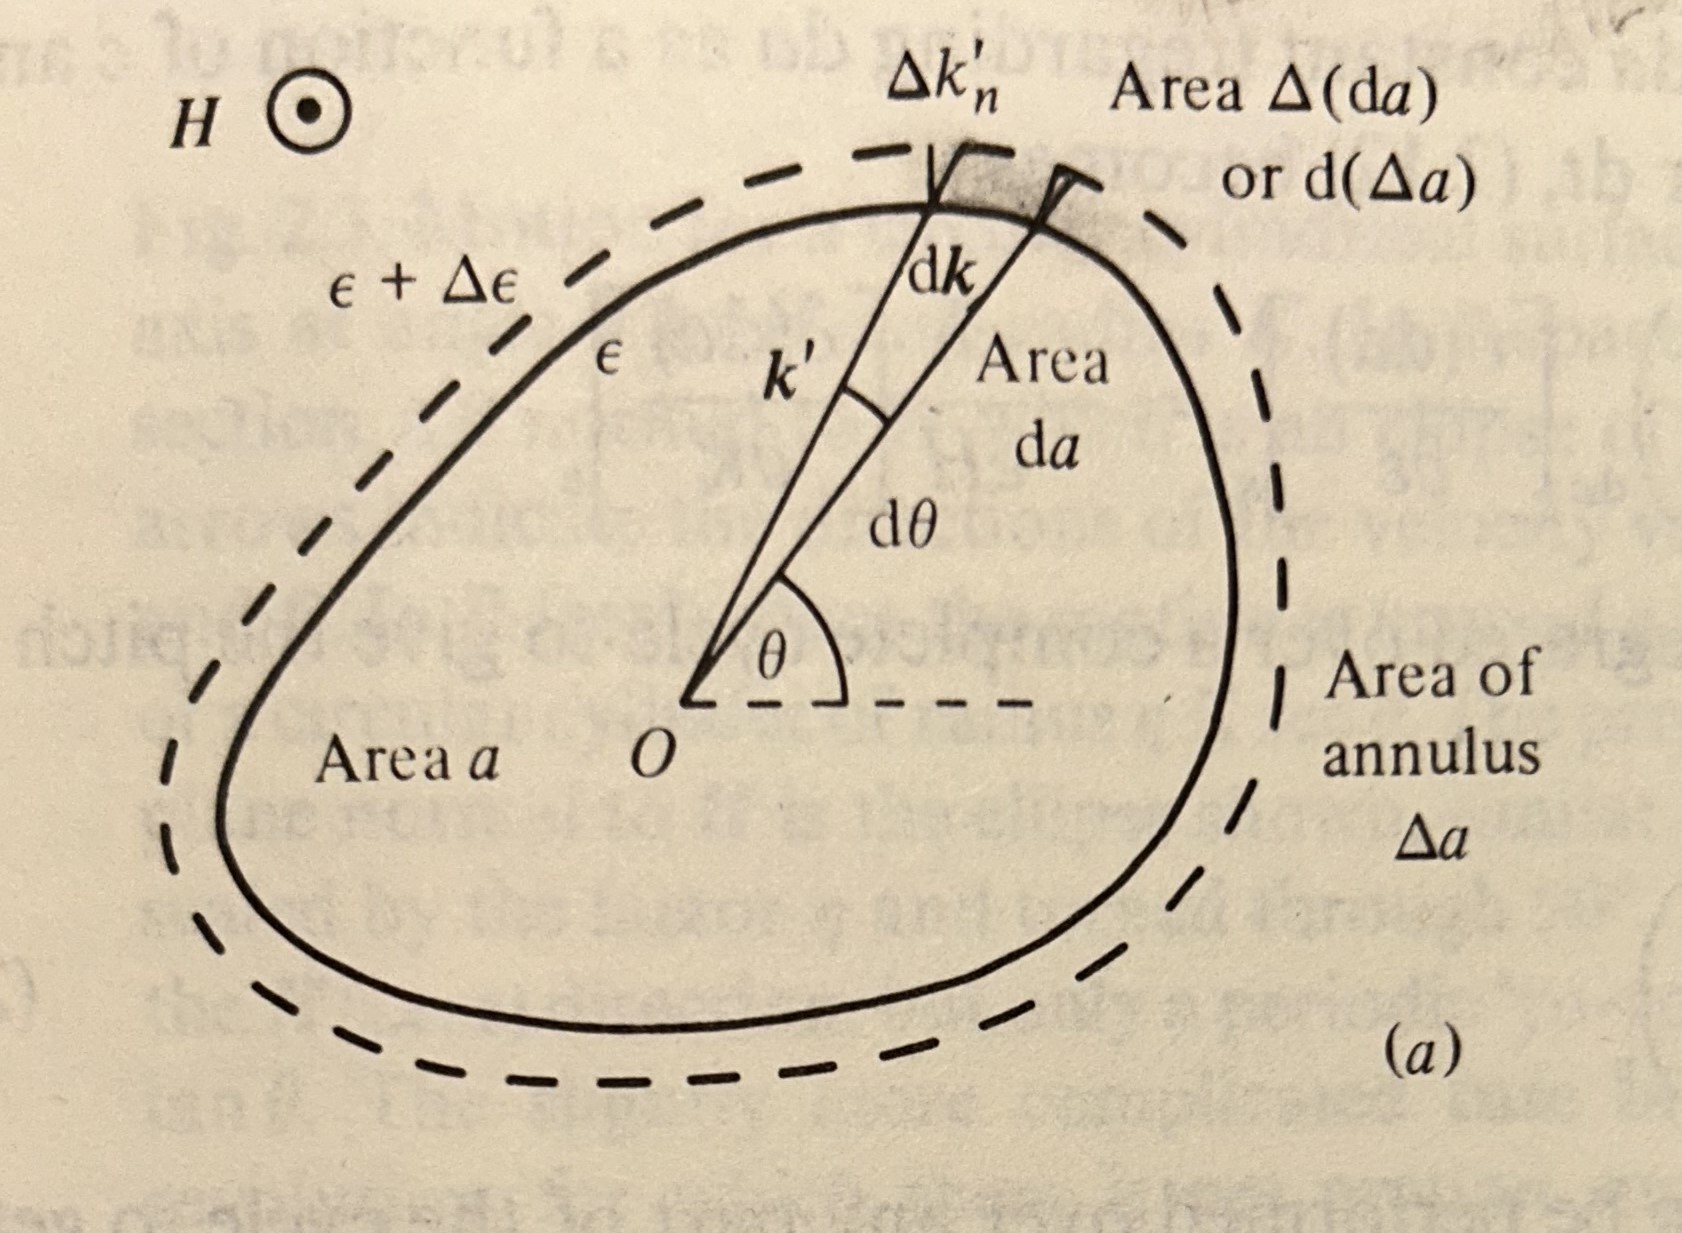 Δk′ₙ
Area Δ(da)
H
or d(Δa)
ϵ + Δϵ
dk
ϵ
k′
Area
da
dθ
θ
Area of
annulus
Δa
Area a
O
(a)